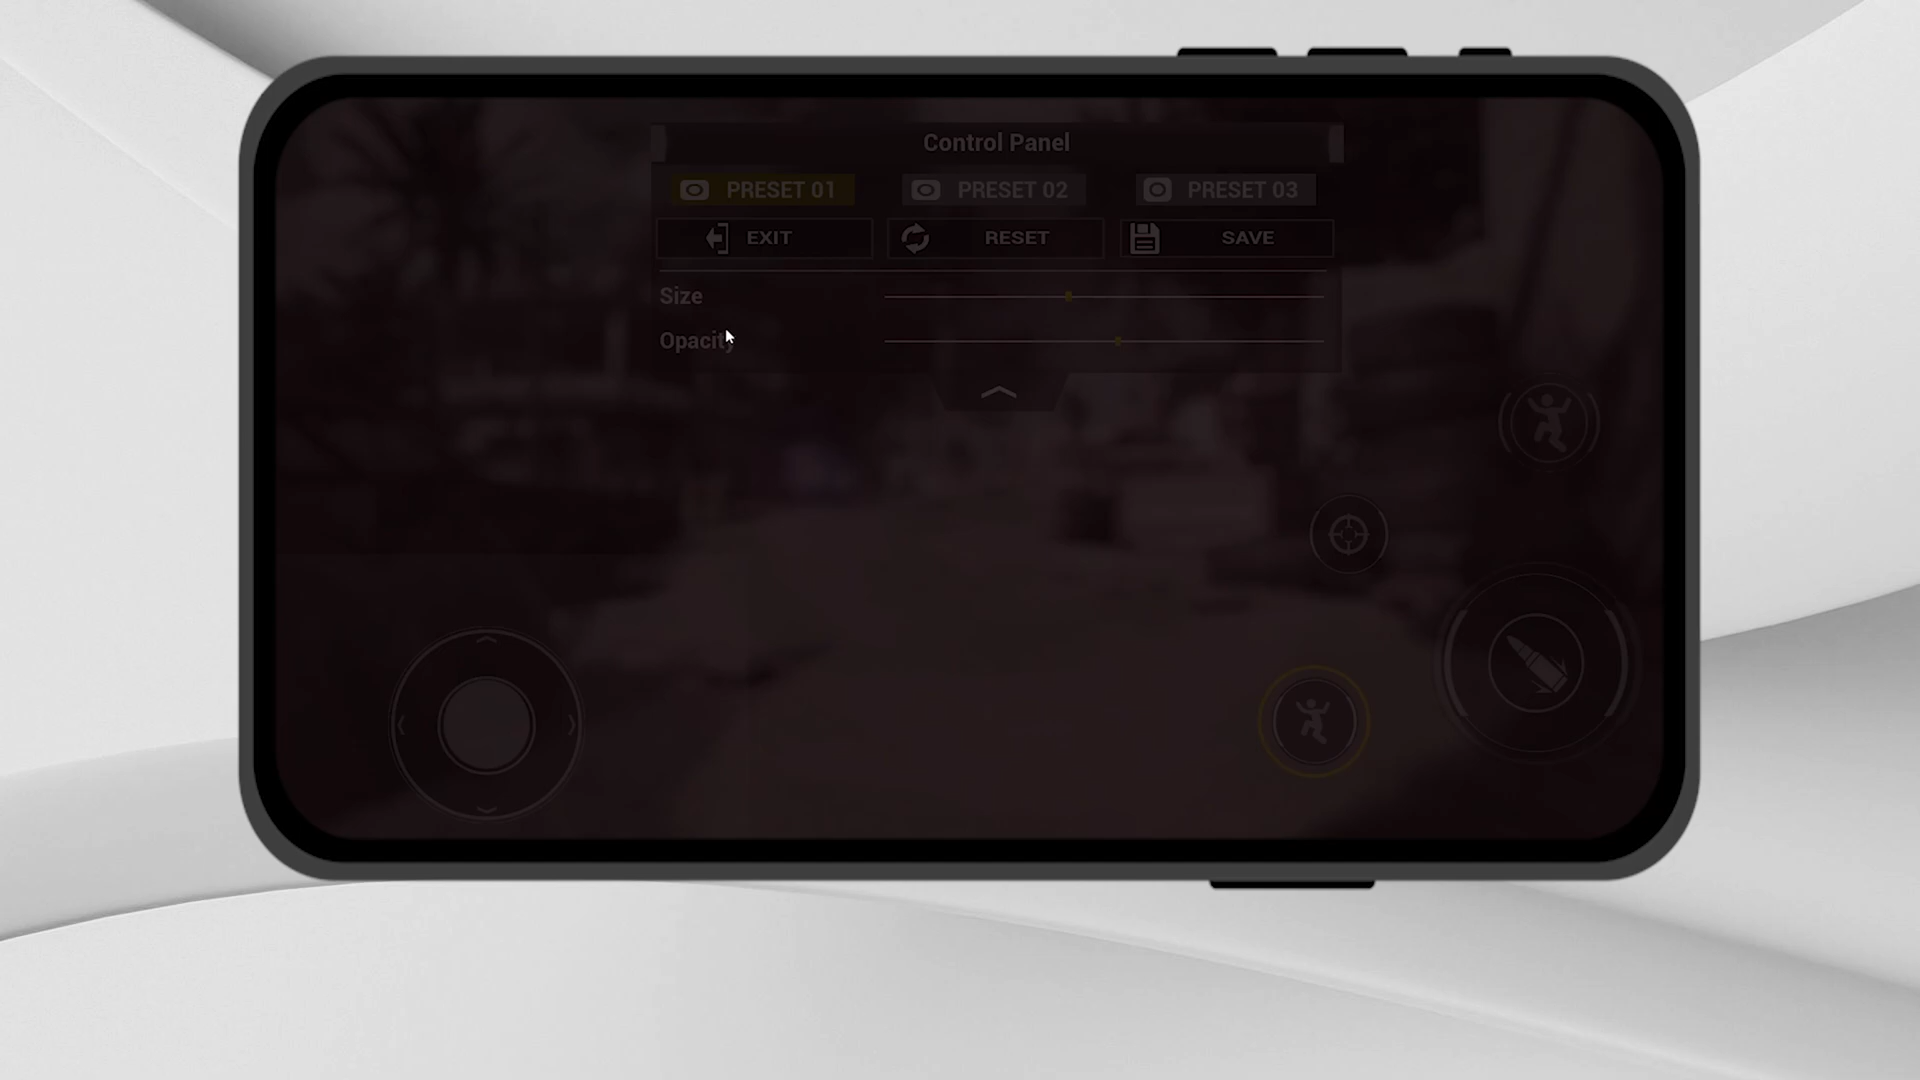 Control Panel
PRESET 01 PRESET 02 PRESET 03
EXIT RESET SAVE
Size
Opacity